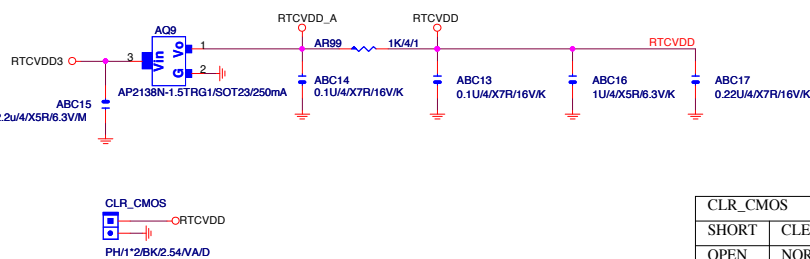 RTCVDD_A
RTCVDD
AQ9
Vin
Vo
G
1
2
3
AR99
1K/4/1
RTCVDD
RTCVDD3
ABC14
0.1U/4/X7R/16V/K
ABC13
0.1U/4/X7R/16V/K
ABC16
1U/4/X5R/6.3V/K
ABC17
0.22U/4/X7R/16V/K
AP2138N-1.5TRG1/SOT23/250mA
ABC15
2.2u/4/X5R/6.3V/M
CLR_CMOS
RTCVDD
PH/1*2/BK/2.54/VA/D
CLR_CMOS
SHORT CLE
OPEN NOR